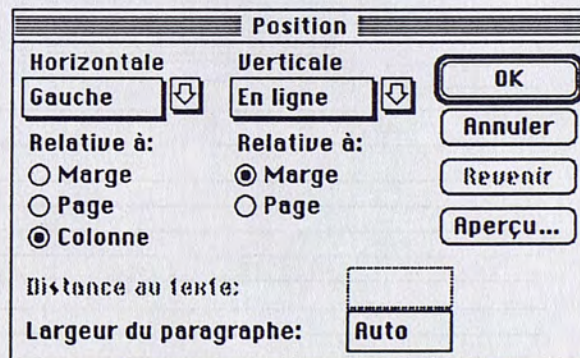 Position
Horizontale Verticale
Gauche En ligne
OK
Annuler
Relative à: Relative à:
Marge Marge
Page Page
Colonne
Revenir
Aperçu...
Distance au texte:
Largeur du paragraphe: Auto